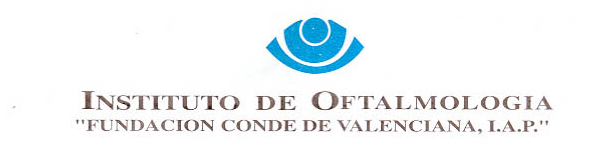 INSTITUTO DE OFTALMOLOGIA
"FUNDACION CONDE DE VALENCIANA, I.A.P."